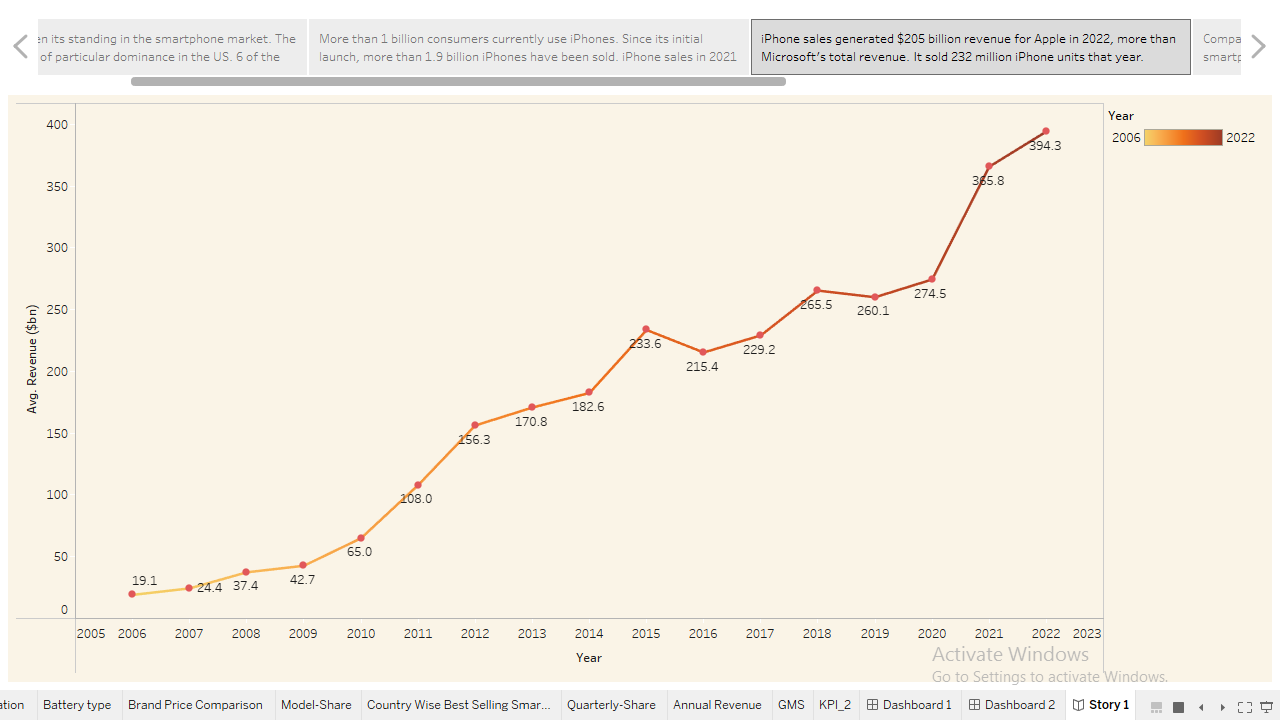 en its standing in the smartphone market. The
of particular dominance in the US. 6 of the
More than 1 billion consumers currently use iPhones. Since its initial
launch, more than 1.9 billion iPhones have been sold. iPhone sales in 2021
iPhone sales generated $205 billion revenue for Apple in 2022, more than
Microsoft's total revenue. It sold 232 million iPhone units that year.
Compa
smartp
Year
2006 2022
400
350
300
250
200
150
100
50
0
Avg. Revenue ($bn)
19.1
24.4
37.4
42.7
65.0
108.0
156.3
170.8
182.6
233.6
215.4
229.2
265.5
260.1
274.5
365.8
394.3
2005 2006 2007 2008 2009 2010 2011 2012 2013 2014 2015 2016 2017 2018 2019 2020 2021 2022 2023
Year
Activate Windows
Go to Settings to activate Windows.
ation Battery type Brand Price Comparison Model-Share Country Wise Best Selling Smar... Quarterly-Share Annual Revenue GMS KPI_2 Dashboard 1 Dashboard 2 Story 1